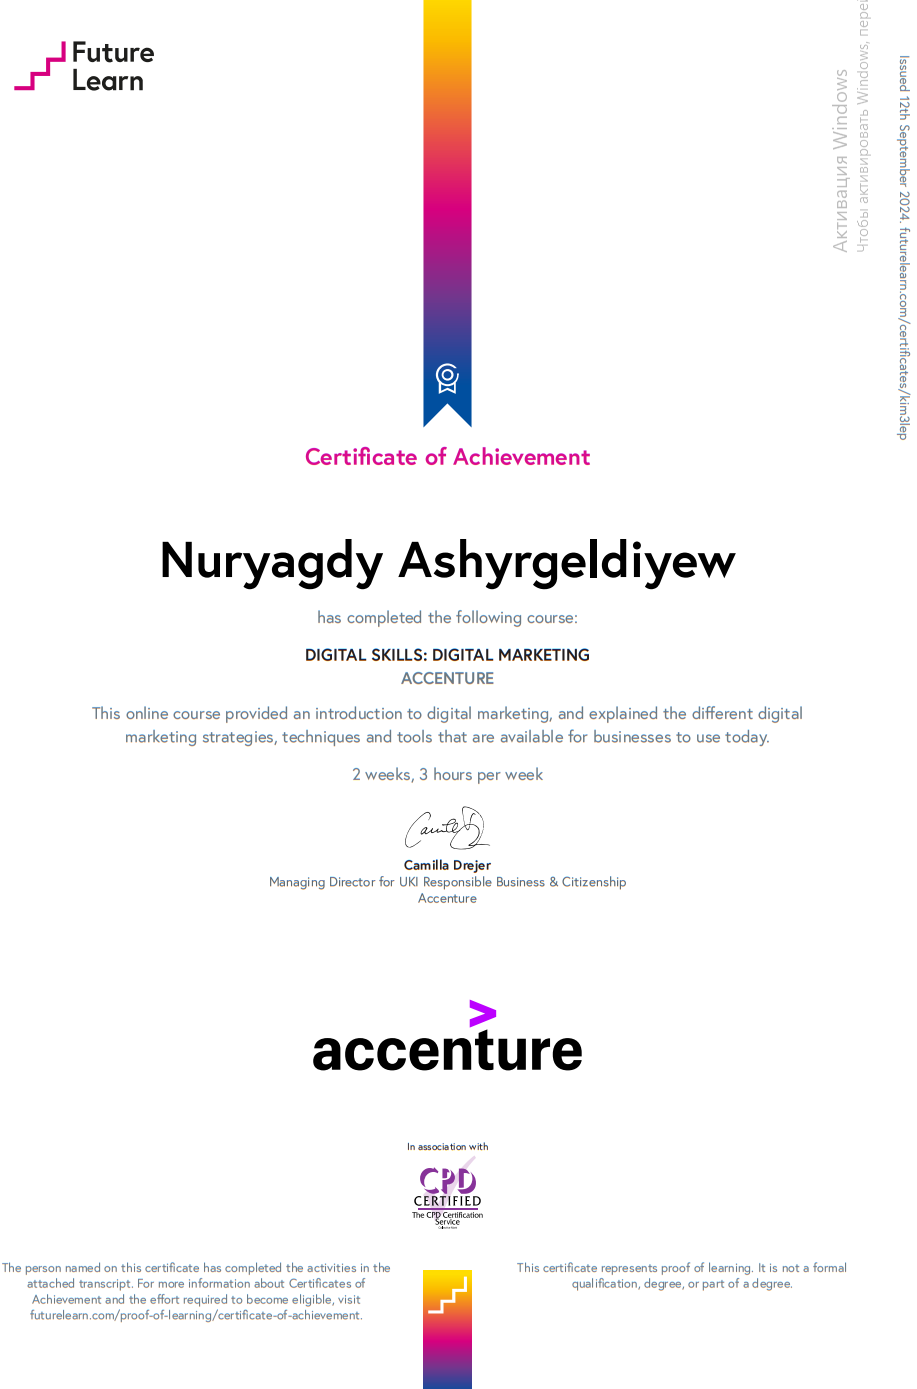 Future
Learn
Активация Windows
Чтобы активировать Windows,
Issued 12th September 2024. futurelearn.com/certificates/kim3lep
Certificate of Achievement
Nuryagdy Ashyrgeldiyew
has completed the following course:
DIGITAL SKILLS: DIGITAL MARKETING
ACCENTURE
This online course provided an introduction to digital marketing, and explained the different digital
marketing strategies, techniques and tools that are available for businesses to use today.
2 weeks, 3 hours per week
Camilla Drejer
Managing Director for UKI Responsible Business & Citizenship
Accenture
accenture
In association with
CPD
CERTIFIED
The CPD Certification
Service
The person named on this certificate has completed the activities in the
attached transcript. For more information about Certificates of
Achievement and the effort required to become eligible, visit
futurelearn.com/proof-of-learning/certificate-of-achievement.
This certificate represents proof of learning. It is not a formal
qualification, degree, or part of a degree.